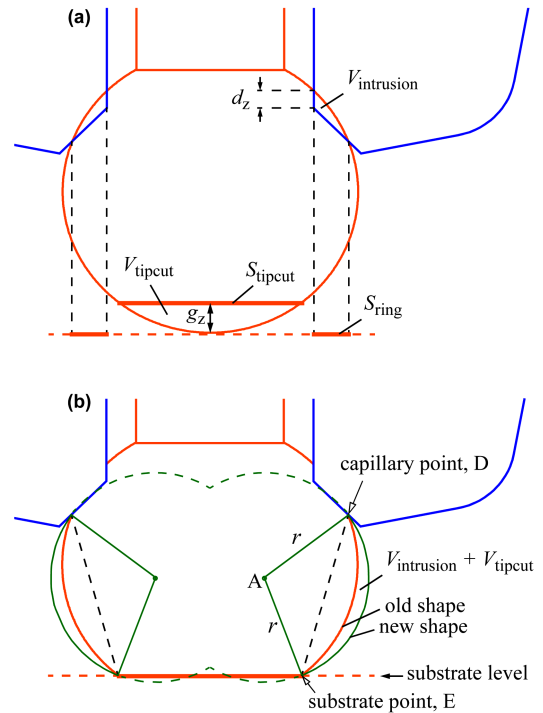 (a)
V_intrusion
d_z
V_tipcut
S_tipcut
g_z
S_ring
(b)
capillary point, D
r
A
V_intrusion + V_tipcut
r
old shape
new shape
substrate level
substrate point, E